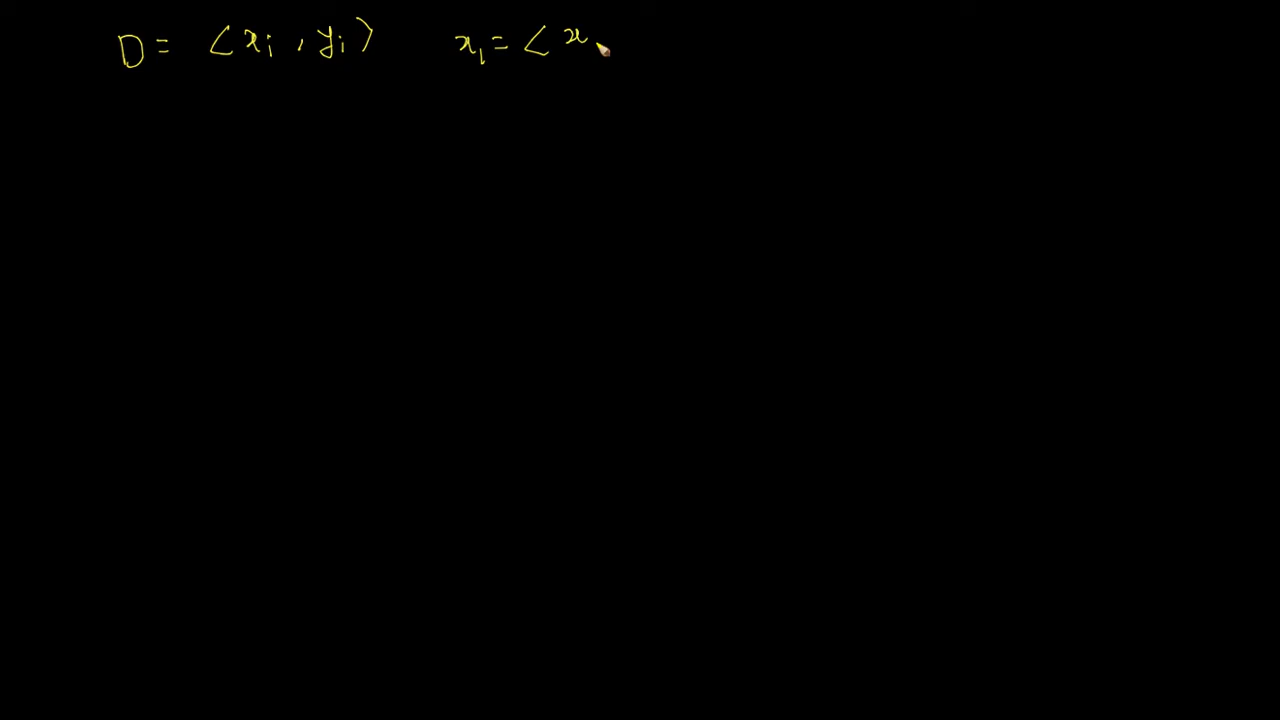 D = < xi , yi > x1 = < x